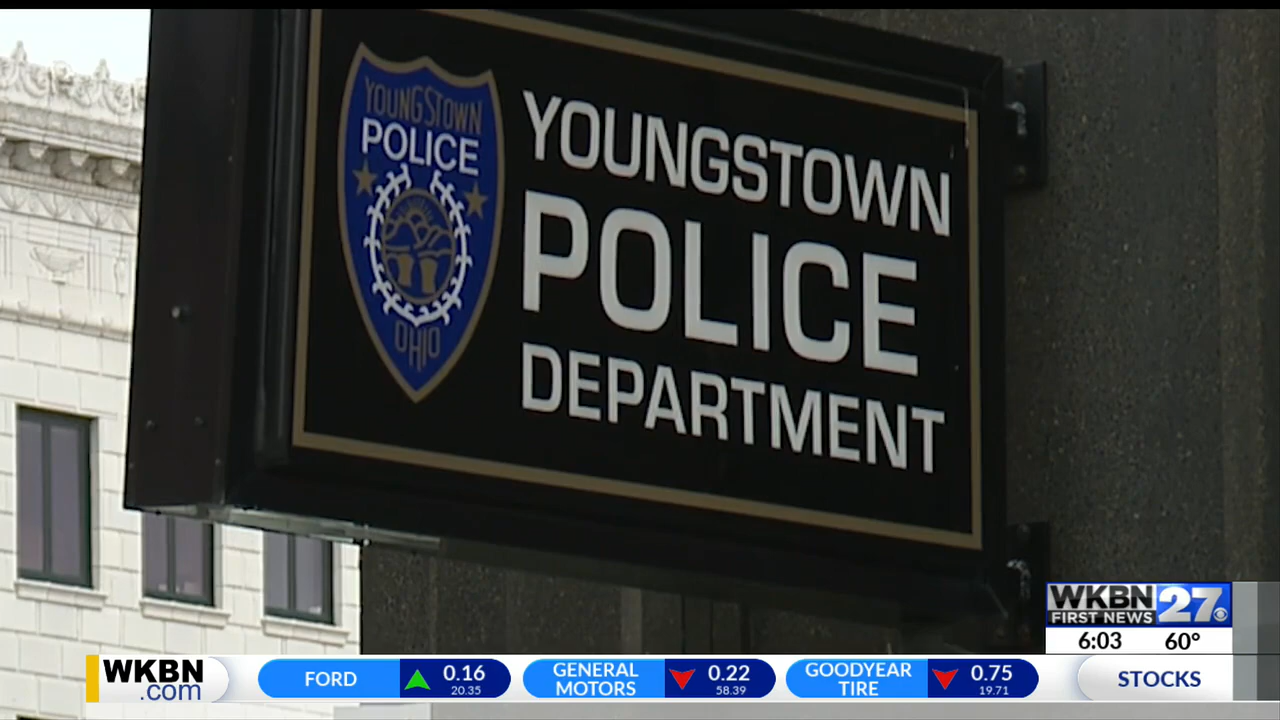 YOUNGSTOWN
POLICE
OHIO
YOUNGSTOWN
POLICE
DEPARTMENT
WKBN 27
FIRST NEWS
6:03 60°
WKBN
.com
FORD
0.16
20.35
GENERAL
MOTORS
0.22
58.39
GOODYEAR
TIRE
0.75
19.71
STOCKS